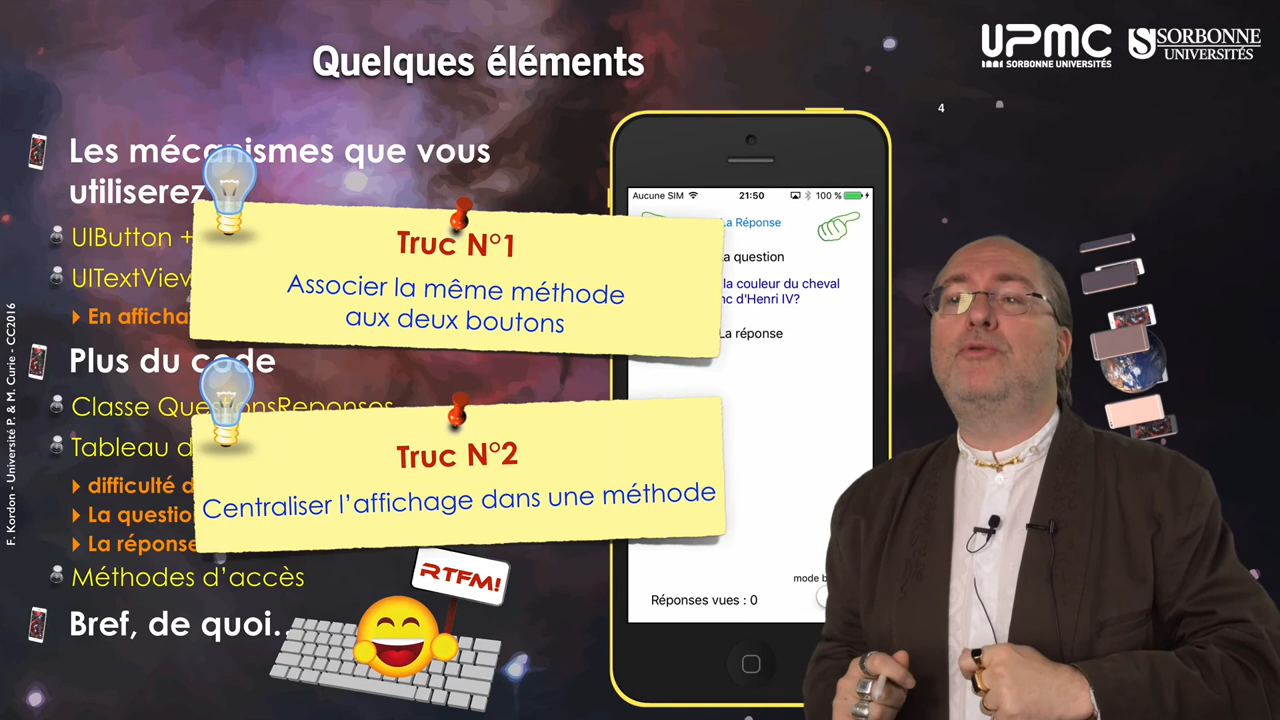 Quelques éléments
UPMC
SORBONNE UNIVERSITÉS
SORBONNE
UNIVERSITÉS
4
Les mécanismes que vous
utiliserez
UIButton +
UITextView
En afficha
Plus du code
Classe QuestionsReponses
Tableau d
difficulté d
La questio
La réponse
Méthodes d'accès
Bref, de quoi..
Truc N°1
Associer la même méthode
aux deux boutons
Truc N°2
Centraliser l'affichage dans une méthode
RTFM!
Aucune SIM 21:50 100 %
La Réponse
a question
la couleur du cheval
nc d'Henri IV?
La réponse
mode b
Réponses vues : 0
F. Kordon - Université P. & M. Curie - CC2016